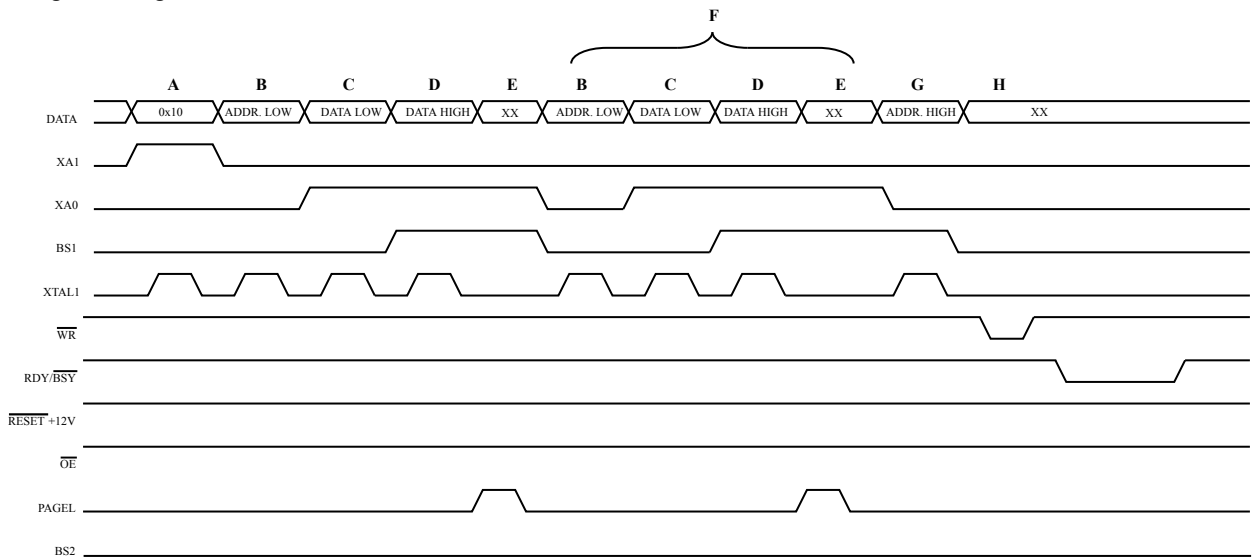 F
A B C D E B C D E G H
DATA 0x10 ADDR. LOW DATA LOW DATA HIGH XX ADDR. LOW DATA LOW DATA HIGH XX ADDR. HIGH XX
XA1
XA0
BS1
XTAL1
WR
RDY/BSY
RESET +12V
OE
PAGEL
BS2